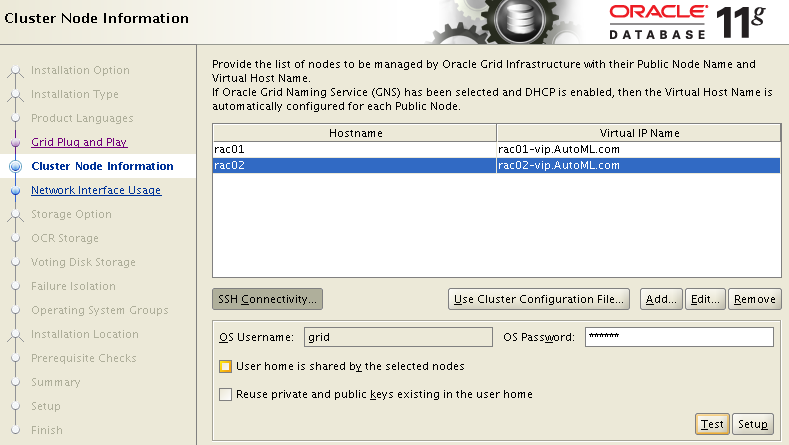 Cluster Node Information
ORACLE
DATABASE 11g
Installation Option
Installation Type
Product Languages
Grid Plug and Play
Cluster Node Information
Network Interface Usage
Storage Option
OCR Storage
Voting Disk Storage
Failure Isolation
Operating System Groups
Installation Location
Prerequisite Checks
Summary
Setup
Finish
Provide the list of nodes to be managed by Oracle Grid Infrastructure with their Public Node Name and
Virtual Host Name.
If Oracle Grid Naming Service (GNS) has been selected and DHCP is enabled, then the Virtual Host Name is
automatically configured for each Public Node.
Hostname Virtual IP Name
rac01 rac01-vip.AutoML.com
rac02 rac02-vip.AutoML.com
SSH Connectivity... Use Cluster Configuration File... Add... Edit... Remove
OS Username: grid OS Password: ******
User home is shared by the selected nodes
Reuse private and public keys existing in the user home
Test Setup